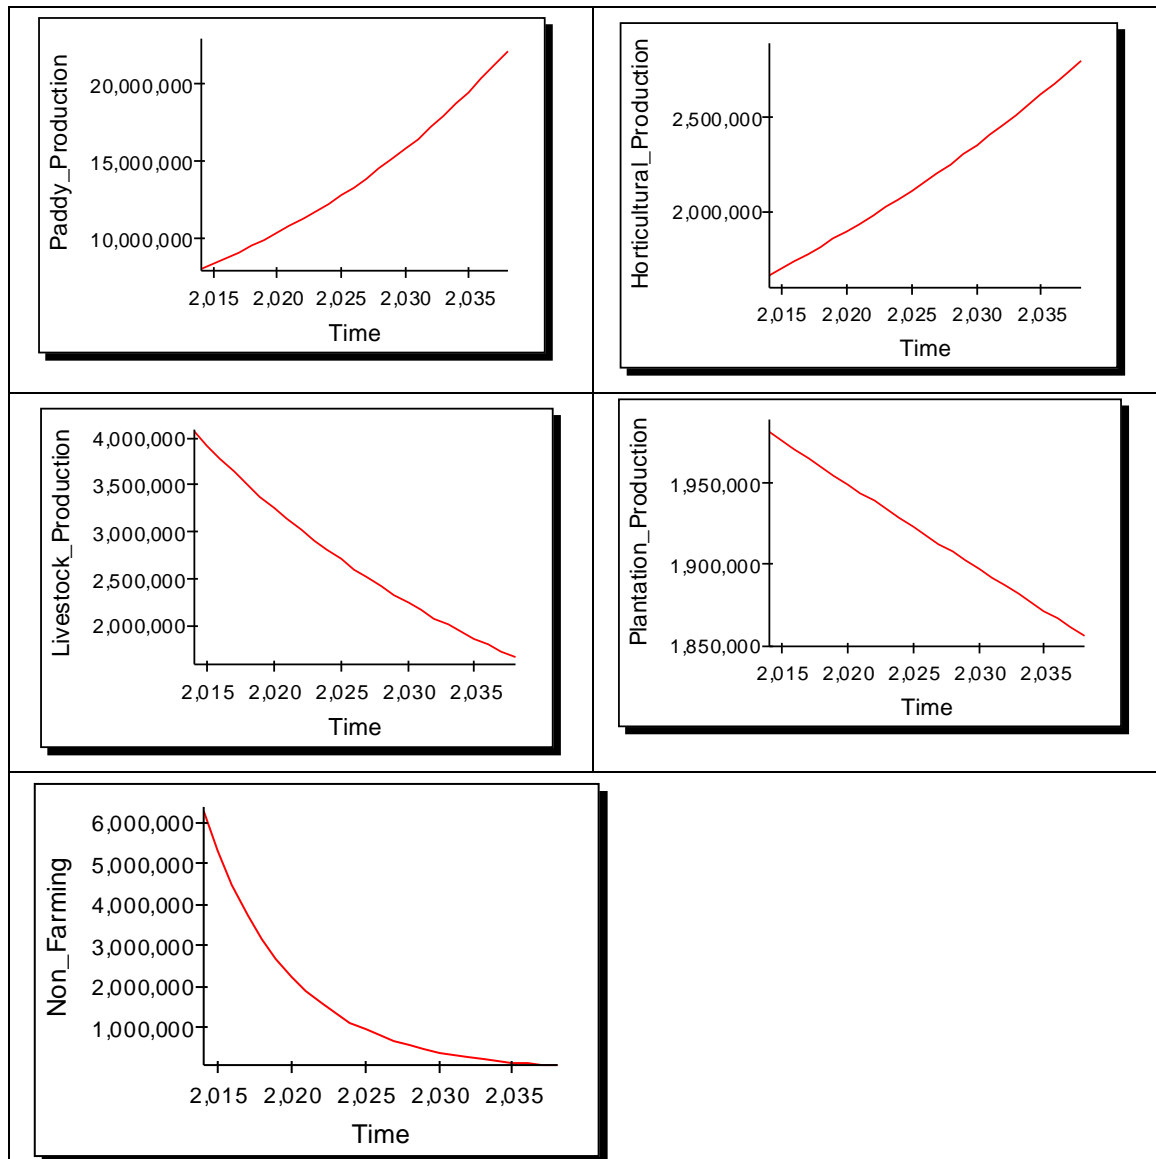 Paddy_Production
20,000,000
15,000,000
10,000,000
2,015 2,020 2,025 2,030 2,035
Time
Horticultural_Production
2,500,000
2,000,000
2,015 2,020 2,025 2,030 2,035
Time
Livestock_Production
4,000,000
3,500,000
3,000,000
2,500,000
2,000,000
2,015 2,020 2,025 2,030 2,035
Time
Plantation_Production
1,950,000
1,900,000
1,850,000
2,015 2,020 2,025 2,030 2,035
Time
Non_Farming
6,000,000
5,000,000
4,000,000
3,000,000
2,000,000
1,000,000
2,015 2,020 2,025 2,030 2,035
Time